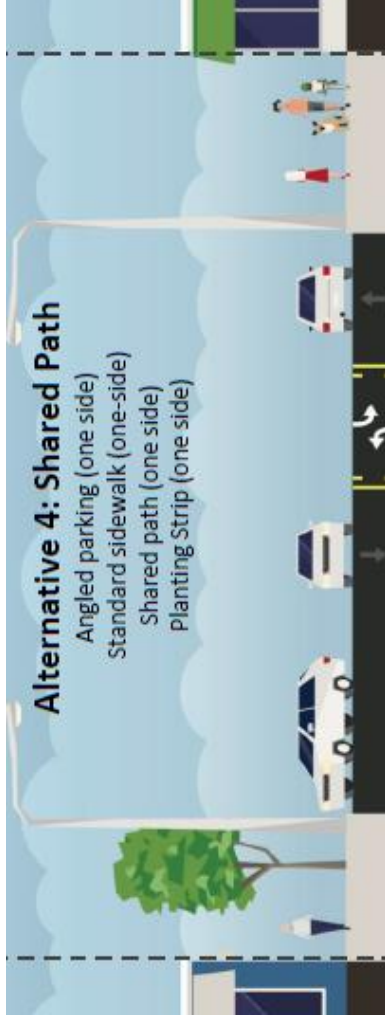 Alternative 4: Shared Path
Angled parking (one side)
Standard sidewalk (one-side)
Shared path (one side)
Planting Strip (one side)